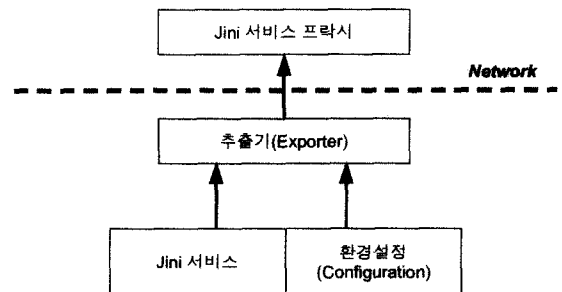 Jini 서비스 프락시
Network
추출기(Exporter)
Jini 서비스
환경설정
(Configuration)